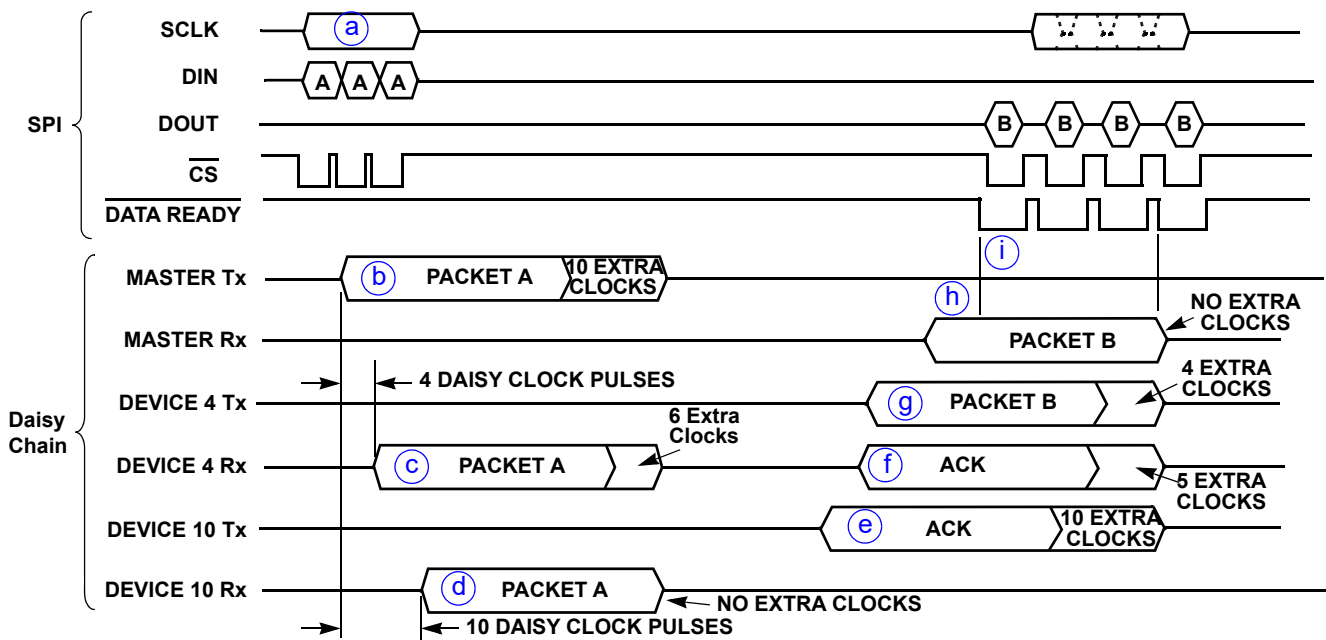 SCLK
a
DIN
A A A
SPI
DOUT
B B B B
CS
DATA READY
i
MASTER Tx
b PACKET A
10 EXTRA
CLOCKS
h
NO EXTRA
CLOCKS
MASTER Rx
PACKET B
4 DAISY CLOCK PULSES
4 EXTRA
CLOCKS
DEVICE 4 Tx
g PACKET B
Daisy
Chain
6 Extra
Clocks
DEVICE 4 Rx
c PACKET A
f ACK
5 EXTRA
CLOCKS
DEVICE 10 Tx
e ACK
10 EXTRA
CLOCKS
DEVICE 10 Rx
d PACKET A
NO EXTRA CLOCKS
10 DAISY CLOCK PULSES